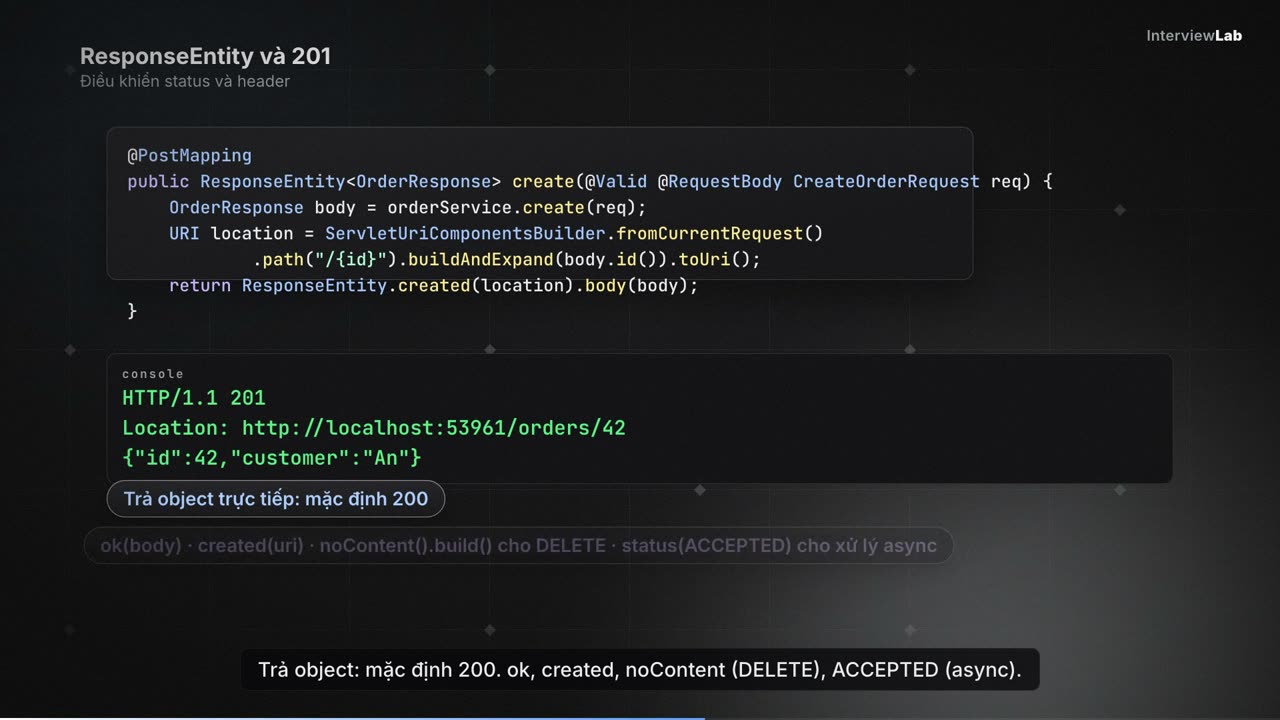 InterviewLab
ResponseEntity và 201
Điều khiển status và header
@PostMapping
public ResponseEntity<OrderResponse> create(@Valid @RequestBody CreateOrderRequest req) {
    OrderResponse body = orderService.create(req);
    URI location = ServletUriComponentsBuilder.fromCurrentRequest()
            .path("/{id}").buildAndExpand(body.id()).toUri();
    return ResponseEntity.created(location).body(body);
}
console
HTTP/1.1 201
Location: http://localhost:53961/orders/42
{"id":42,"customer":"An"}
Trả object trực tiếp: mặc định 200
ok(body) · created(uri) · noContent().build() cho DELETE · status(ACCEPTED) cho xử lý async
Trả object: mặc định 200. ok, created, noContent (DELETE), ACCEPTED (async).